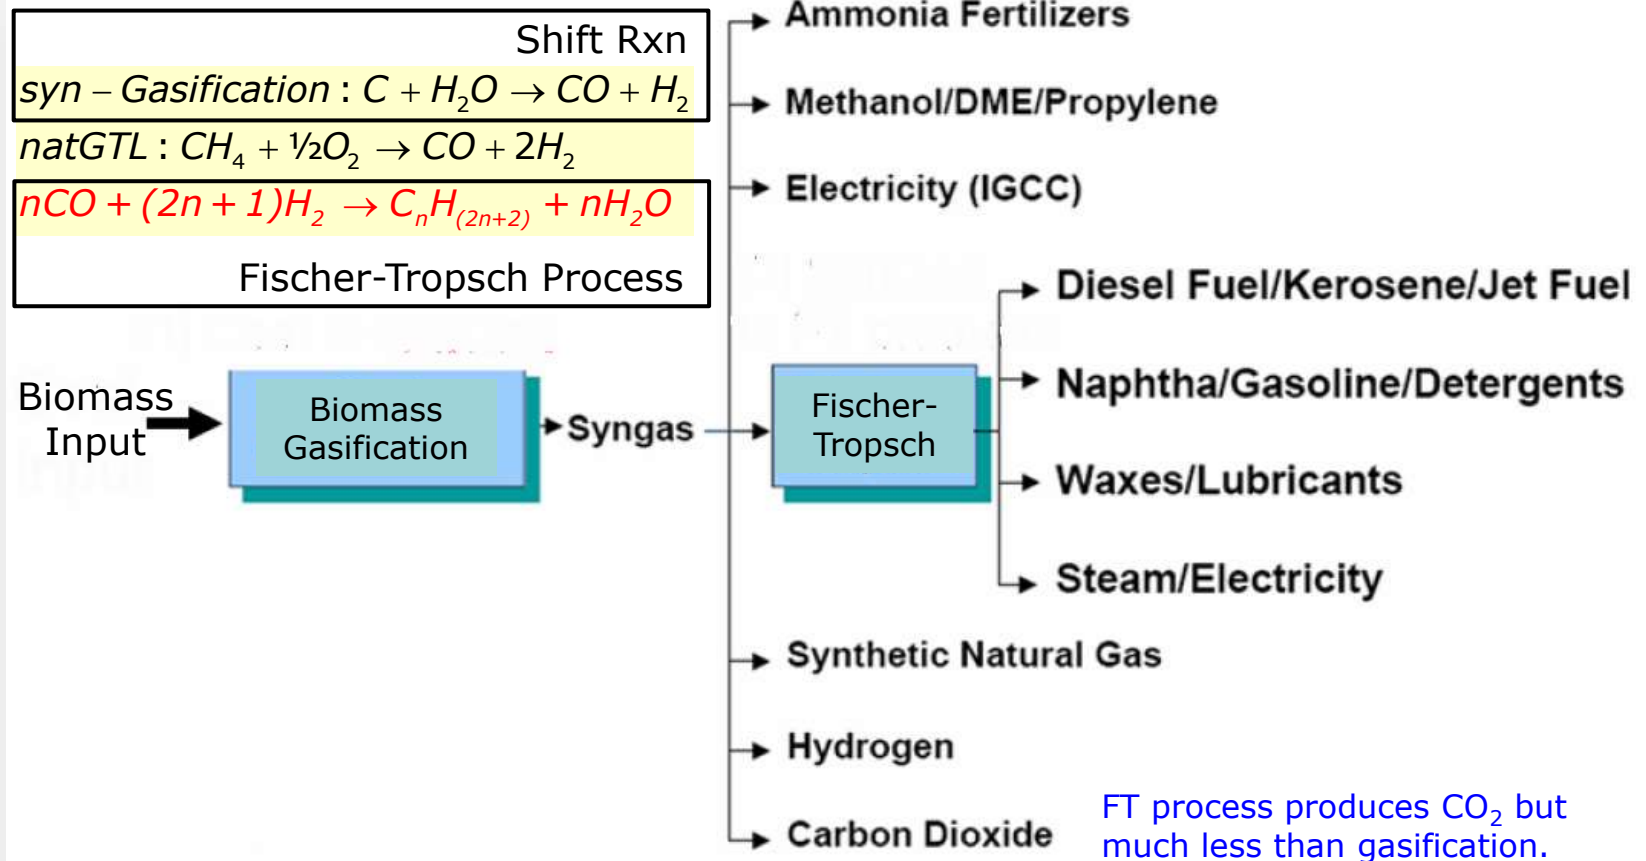 Shift Rxn
syn – Gasification : C + H₂O → CO + H₂
natGTL : CH₄ + ½O₂ → CO + 2H₂
nCO + (2n + 1)H₂ → CₙH₍₂ₙ₊₂₎ + nH₂O
Fischer-Tropsch Process
Biomass
Input
Biomass
Gasification
Syngas
Ammonia Fertilizers
Methanol/DME/Propylene
Electricity (IGCC)
Fischer-
Tropsch
Diesel Fuel/Kerosene/Jet Fuel
Naphtha/Gasoline/Detergents
Waxes/Lubricants
Steam/Electricity
Synthetic Natural Gas
Hydrogen
Carbon Dioxide
FT process produces CO₂ but
much less than gasification.